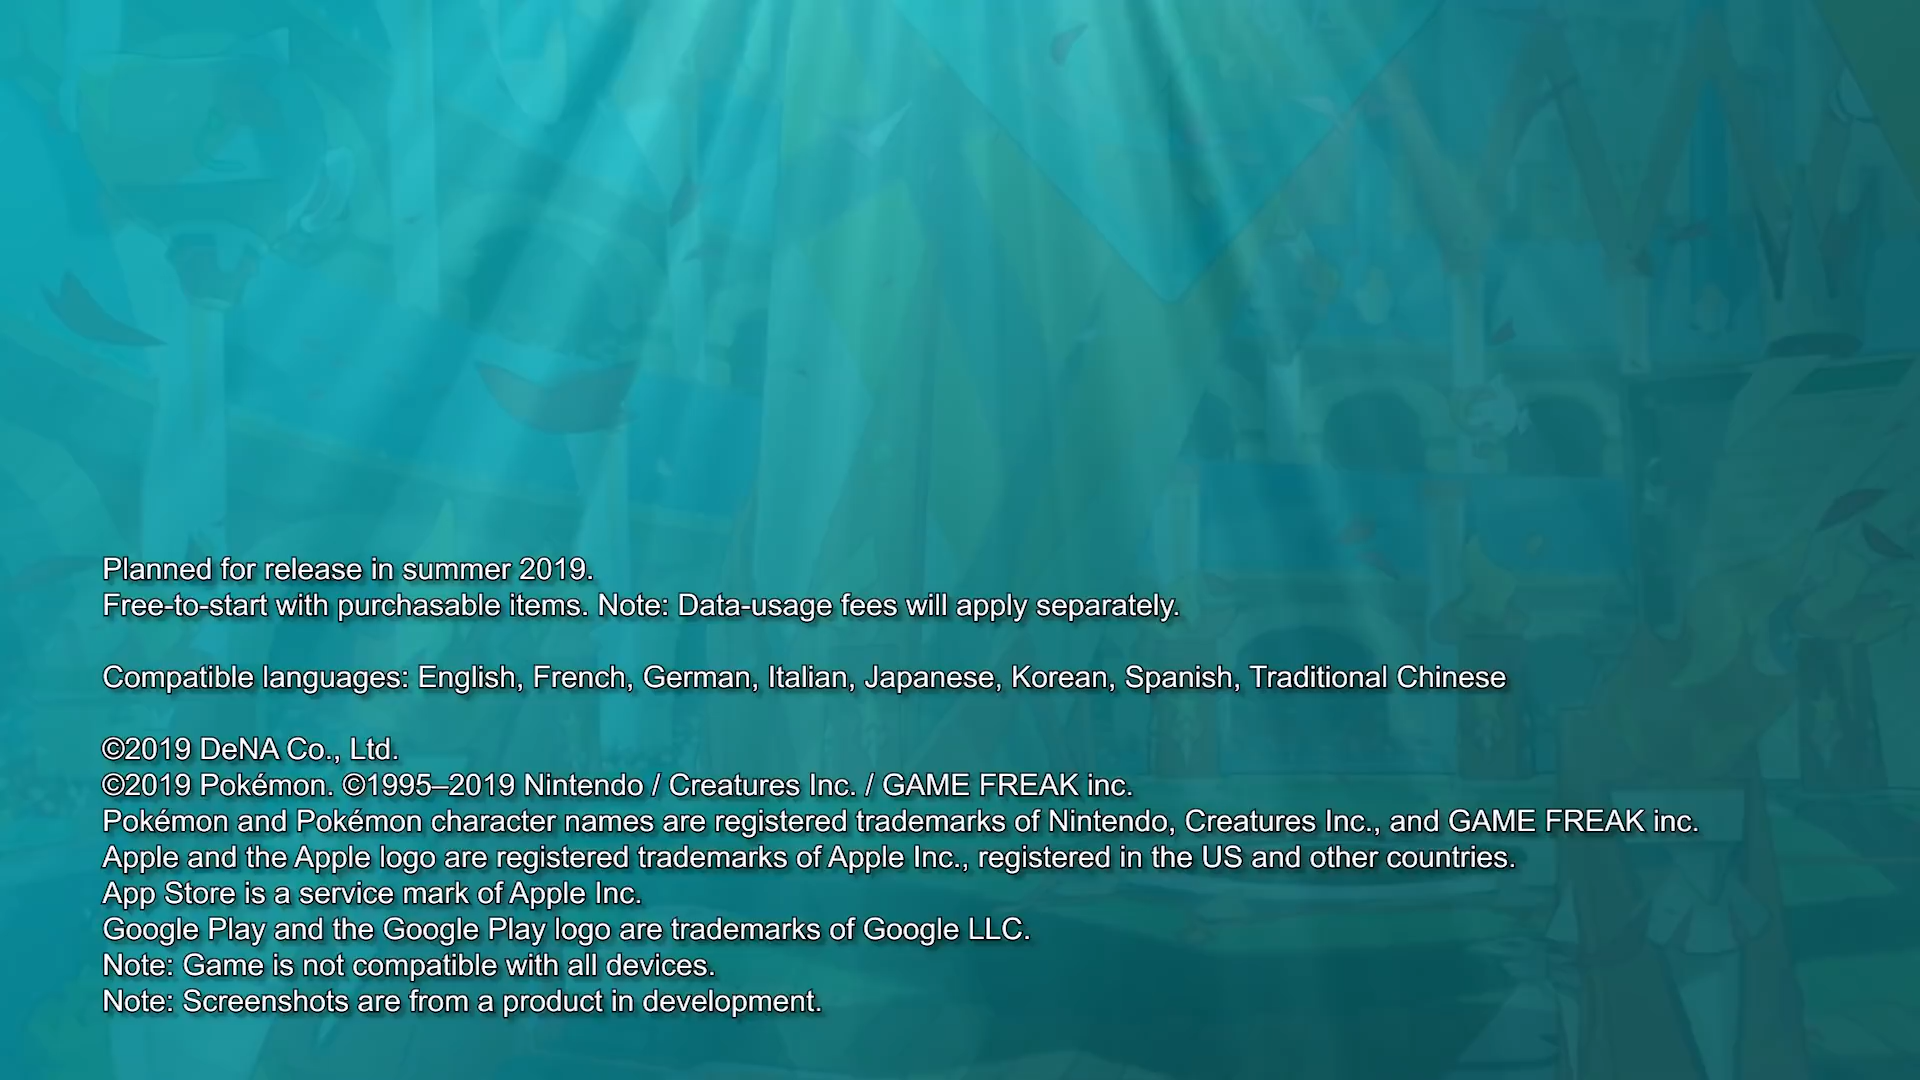 Planned for release in summer 2019.
Free-to-start with purchasable items. Note: Data-usage fees will apply separately.
Compatible languages: English, French, German, Italian, Japanese, Korean, Spanish, Traditional Chinese
©2019 DeNA Co., Ltd.
©2019 Pokémon. ©1995–2019 Nintendo / Creatures Inc. / GAME FREAK inc.
Pokémon and Pokémon character names are registered trademarks of Nintendo, Creatures Inc., and GAME FREAK inc.
Apple and the Apple logo are registered trademarks of Apple Inc., registered in the US and other countries.
App Store is a service mark of Apple Inc.
Google Play and the Google Play logo are trademarks of Google LLC.
Note: Game is not compatible with all devices.
Note: Screenshots are from a product in development.